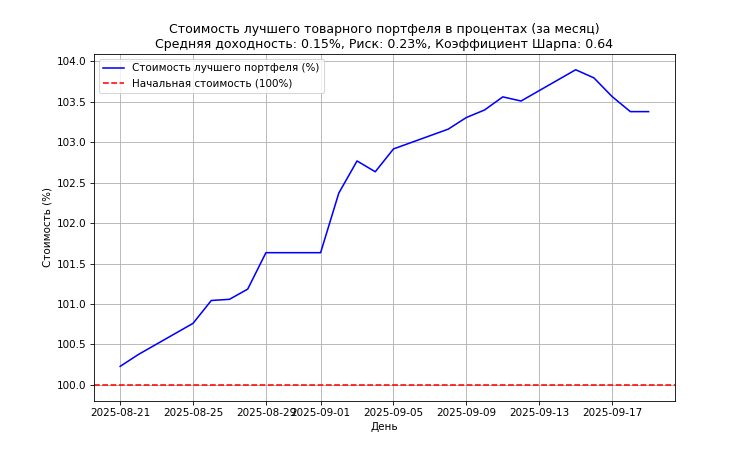 Стоимость лучшего товарного портфеля в процентах (за месяц)
Средняя доходность: 0.15%, Риск: 0.23%, Коэффициент Шарпа: 0.64
Стоимость лучшего портфеля (%)
Начальная стоимость (100%)
Стоимость (%)
104.0
103.5
103.0
102.5
102.0
101.5
101.0
100.5
100.0
2025-08-21 2025-08-25 2025-08-29 2025-09-01 2025-09-05 2025-09-09 2025-09-13 2025-09-17
День